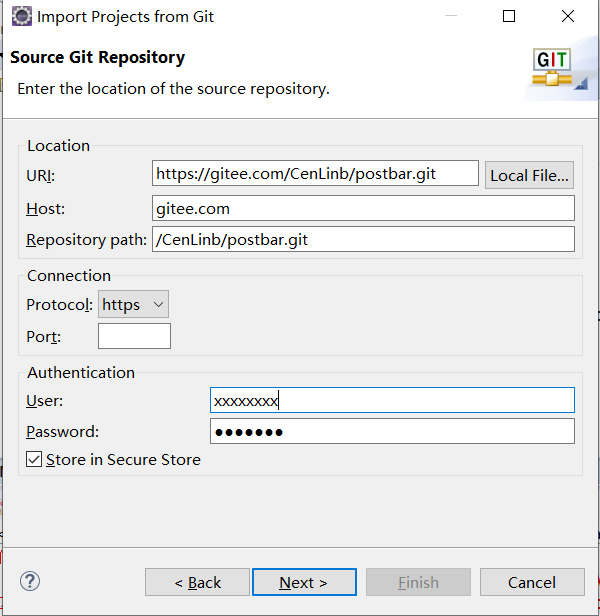 Import Projects from Git
Source Git Repository
Enter the location of the source repository.
GIT
Location
URI: https://gitee.com/CenLinb/postbar.git Local File...
Host: gitee.com
Repository path: /CenLinb/postbar.git
Connection
Protocol: https
Port:
Authentication
User: xxxxxxxx
Password: ●●●●●●●
Store in Secure Store
? < Back Next > Finish Cancel